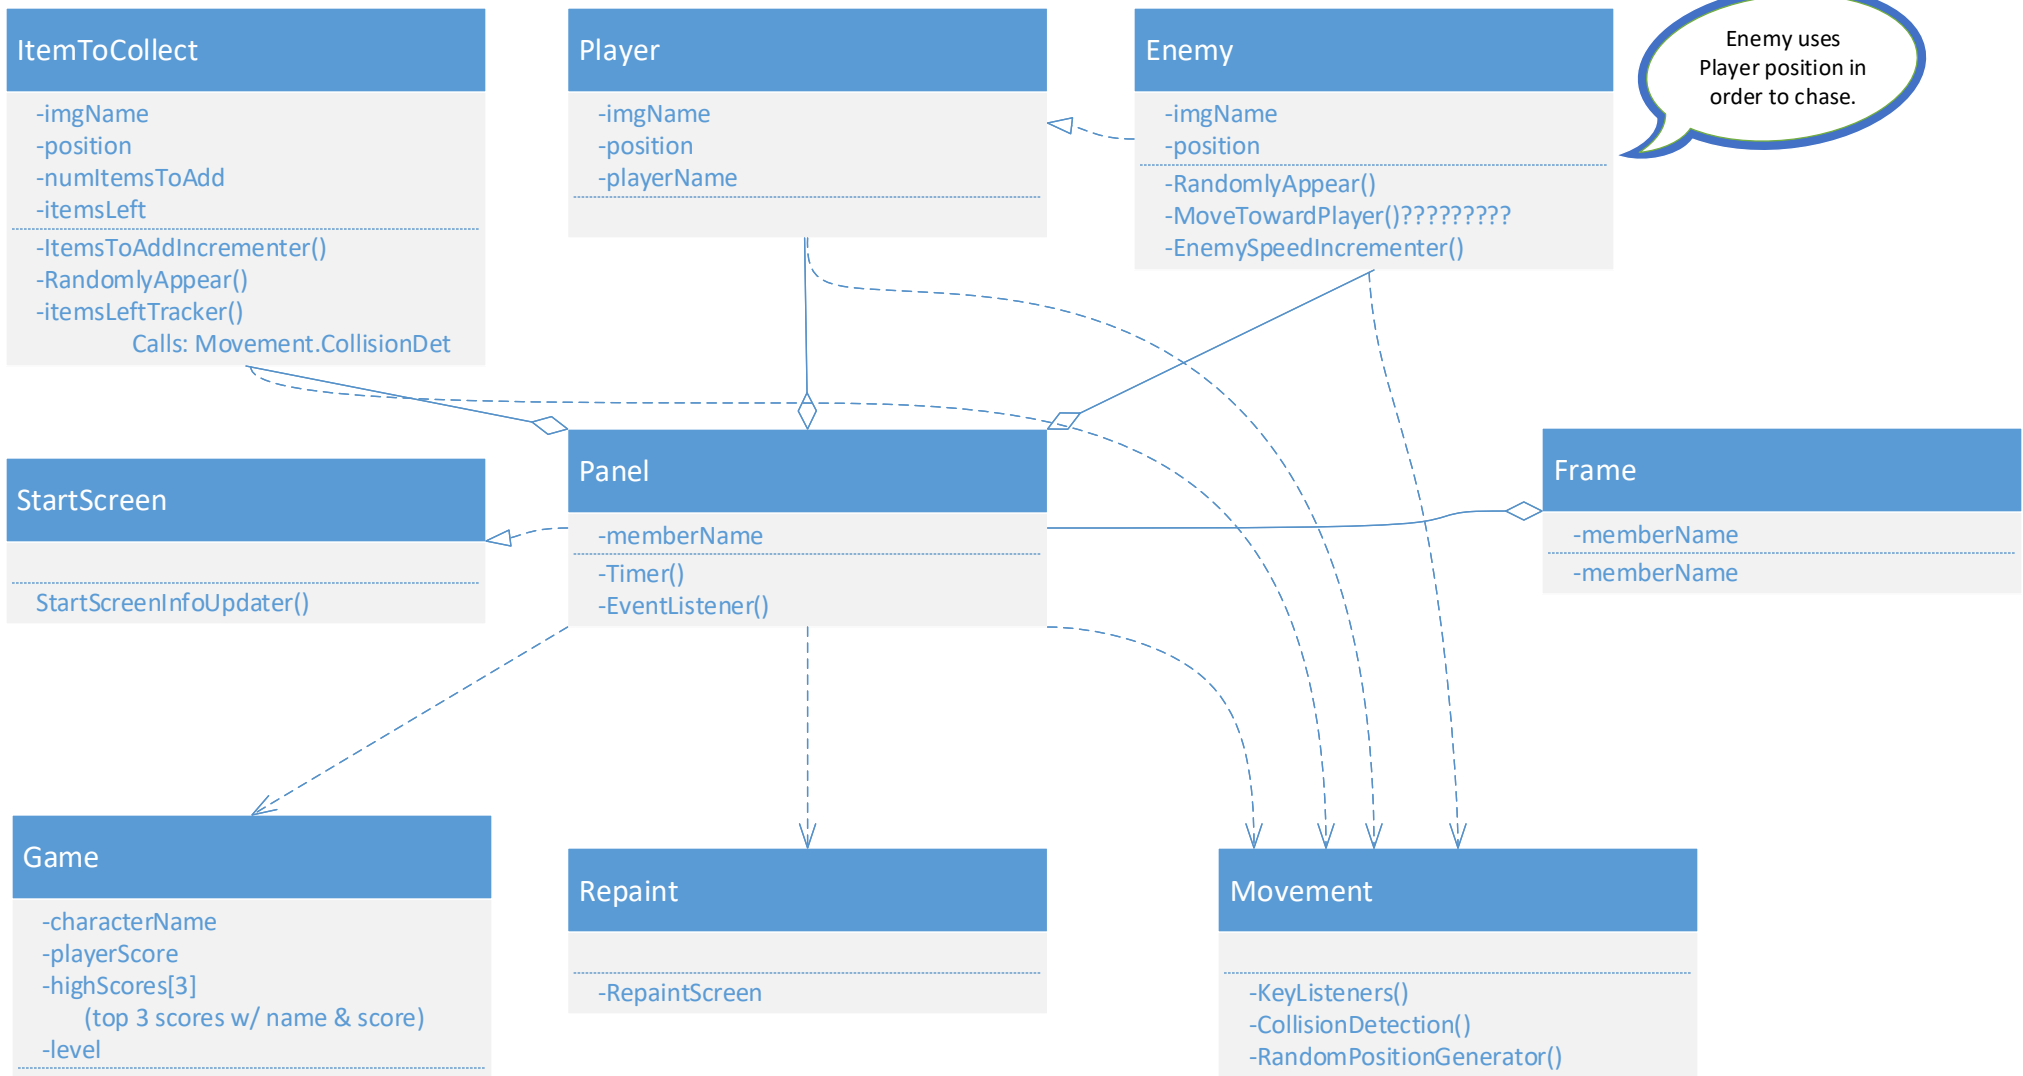 ItemToCollect
-imgName
-position
-numItemsToAdd
-itemsLeft
-ItemsToAddIncrementer()
-RandomlyAppear()
-itemsLeftTracker()
Calls: Movement.CollisionDet
Player
-imgName
-position
-playerName
Enemy
-imgName
-position
-RandomlyAppear()
-MoveTowardPlayer()?????????
-EnemySpeedIncrementer()
Enemy uses
Player position in
order to chase.
StartScreen
StartScreenInfoUpdater()
Panel
-memberName
-Timer()
-EventListener()
Frame
-memberName
-memberName
Game
-characterName
-playerScore
-highScores[3]
(top 3 scores w/ name & score)
-level
Repaint
-RepaintScreen
Movement
-KeyListeners()
-CollisionDetection()
-RandomPositionGenerator()